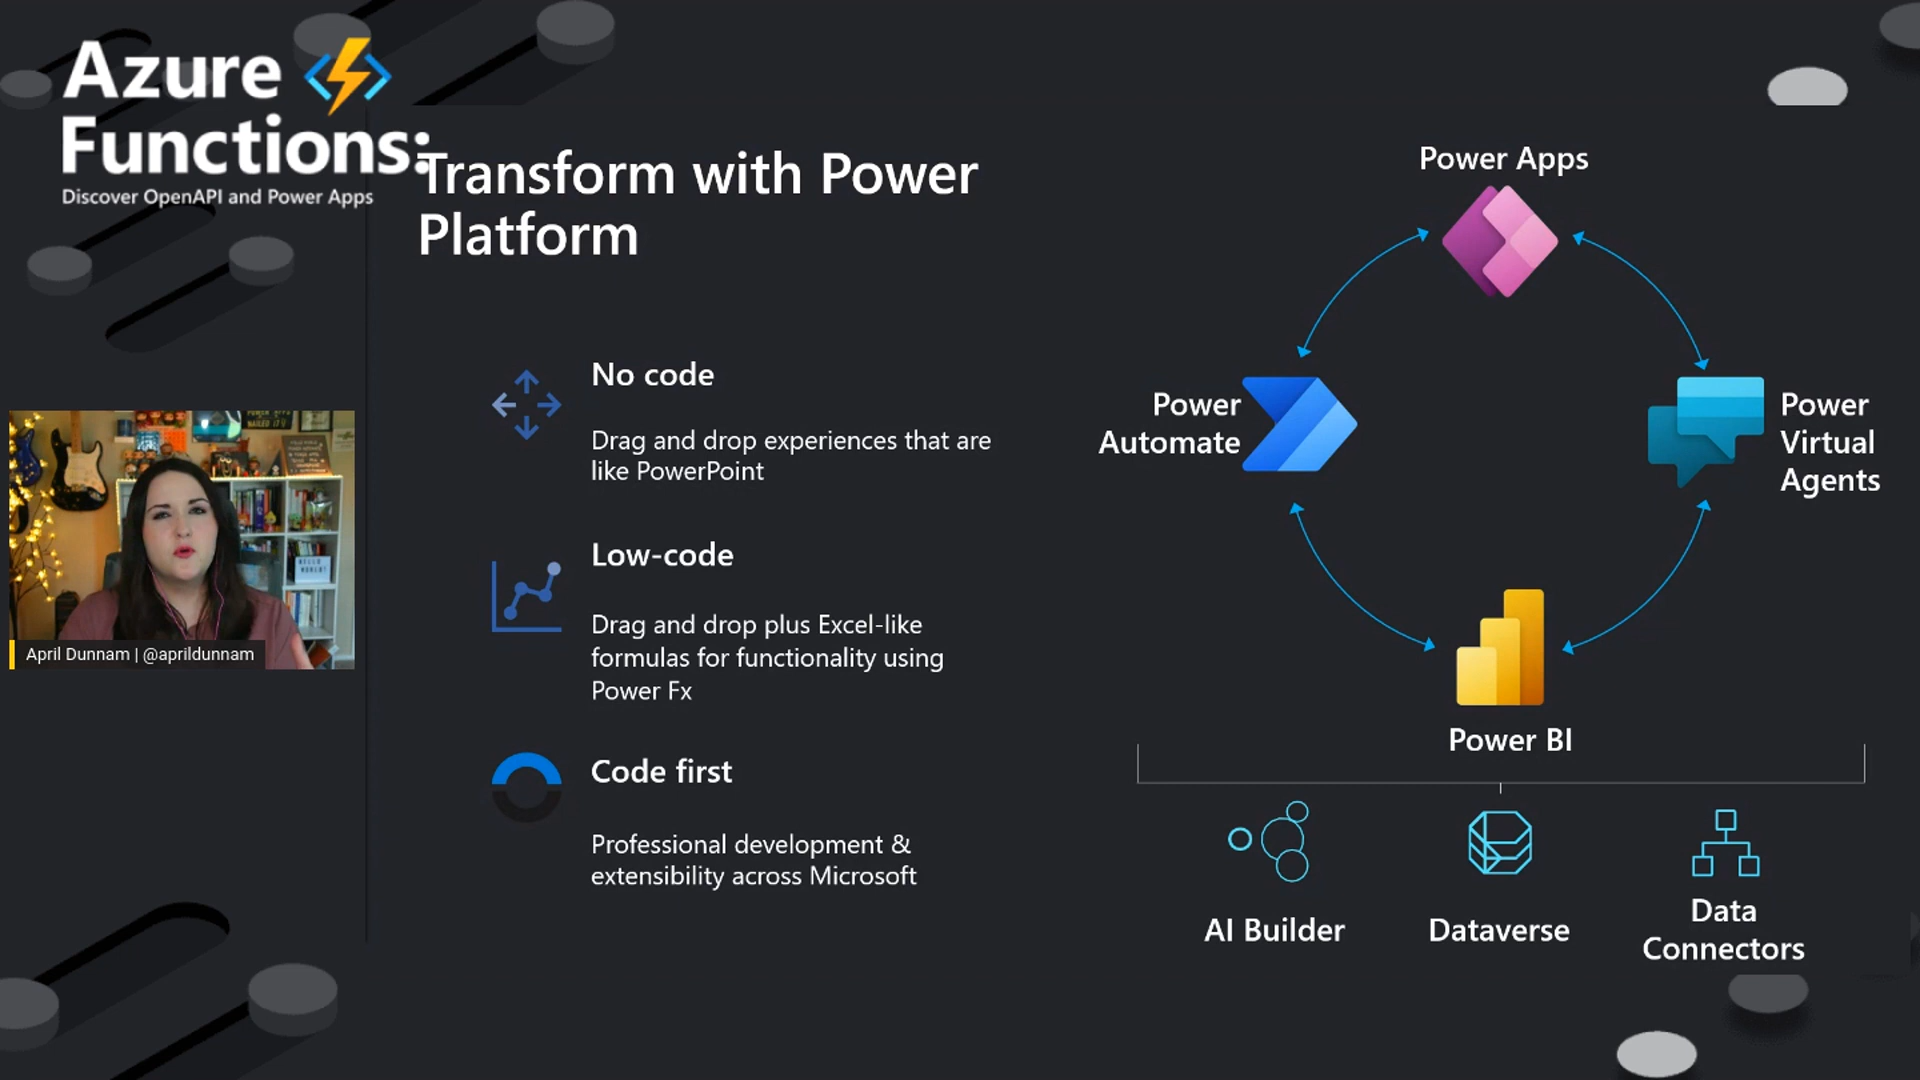 Azure
Functions:
Discover OpenAPI and Power Apps
Transform with Power
Platform
No code
Drag and drop experiences that are
like PowerPoint
Low-code
Drag and drop plus Excel-like
formulas for functionality using
Power Fx
Code first
Professional development &
extensibility across Microsoft
Power Apps
Power
Automate
Power
Virtual
Agents
Power BI
AI Builder
Dataverse
Data
Connectors
HELLO
April Dunnam | @aprildunnam